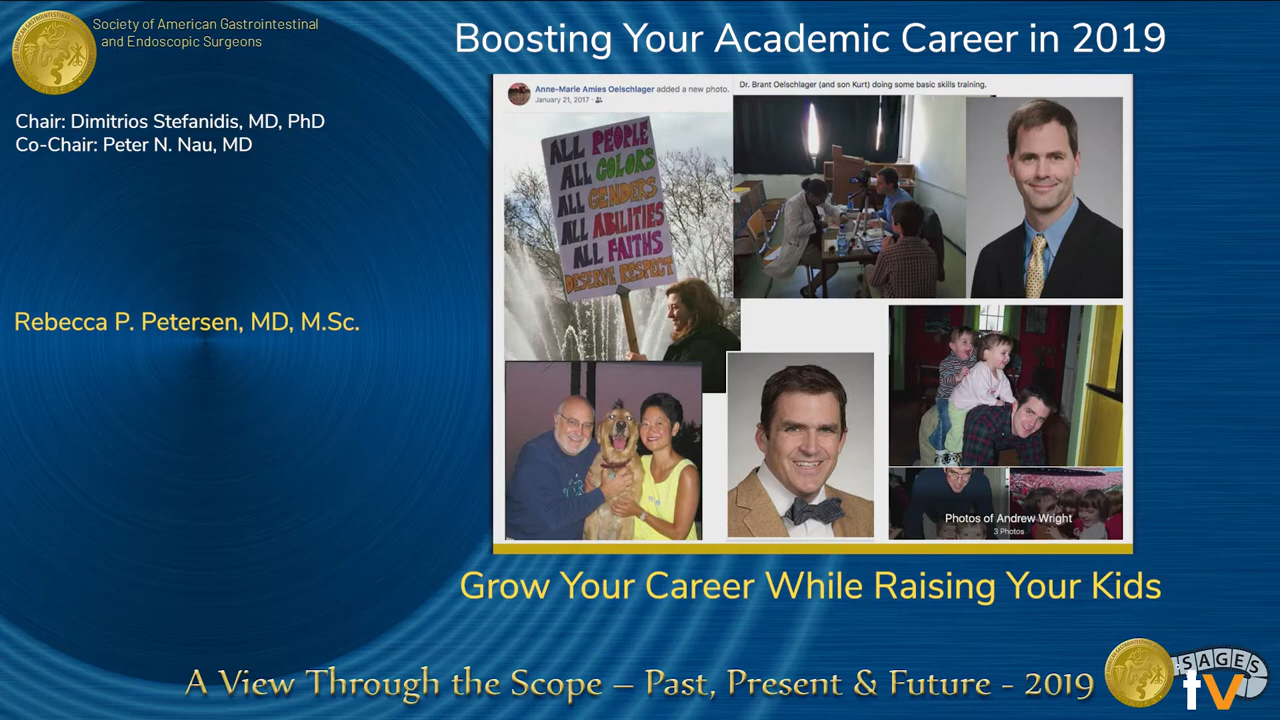 Society of American Gastrointestinal
and Endoscopic Surgeons
Boosting Your Academic Career in 2019
Chair: Dimitrios Stefanidis, MD, PhD
Co-Chair: Peter N. Nau, MD
Rebecca P. Petersen, MD, M.Sc.
Anne-Marie Amies Oelschlager added a new photo.
January 21, 2017 ·
Dr. Brant Oelschlager (and son Kurt) doing some basic skills training.
ALL PEOPLE
ALL COLORS
ALL GENDERS
ALL ABILITIES
ALL FAITHS
DESERVE RESPECT
Photos of Andrew Wright
3 Photos
Grow Your Career While Raising Your Kids
A View Through the Scope – Past, Present & Future - 2019
SAGES
tv